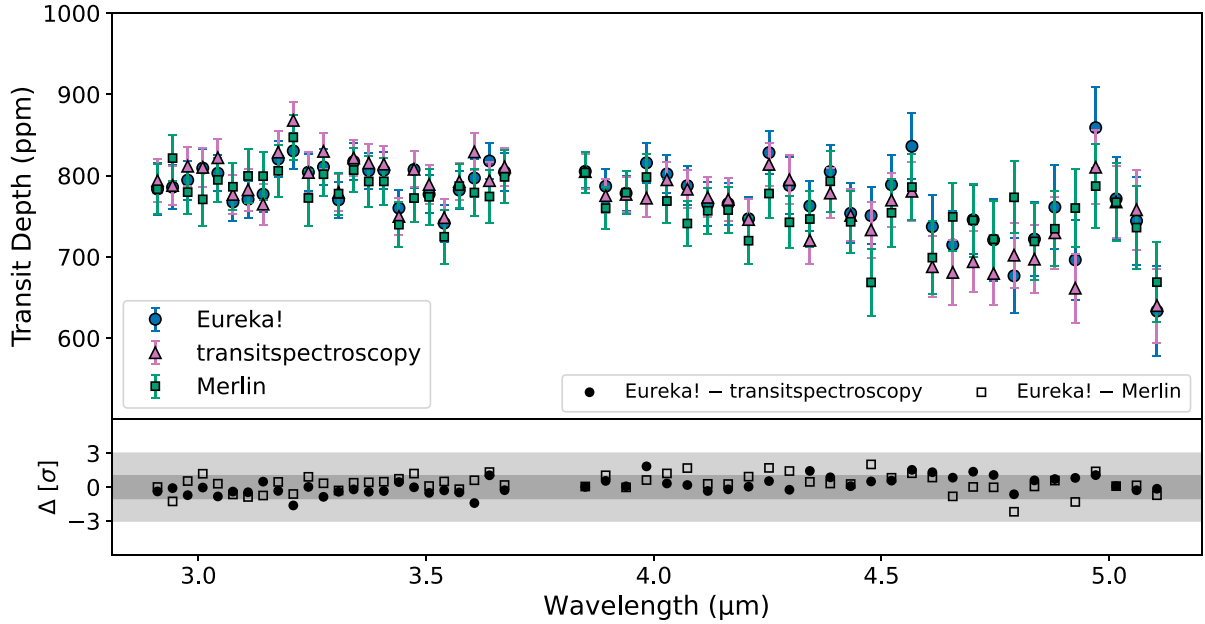 1000
900
800
700
600
Transit Depth (ppm)
Eureka!
transitspectroscopy
Merlin
Eureka! − transitspectroscopy
Eureka! − Merlin
3
0
−3
Δ [σ]
3.0
3.5
4.0
4.5
5.0
Wavelength (μm)